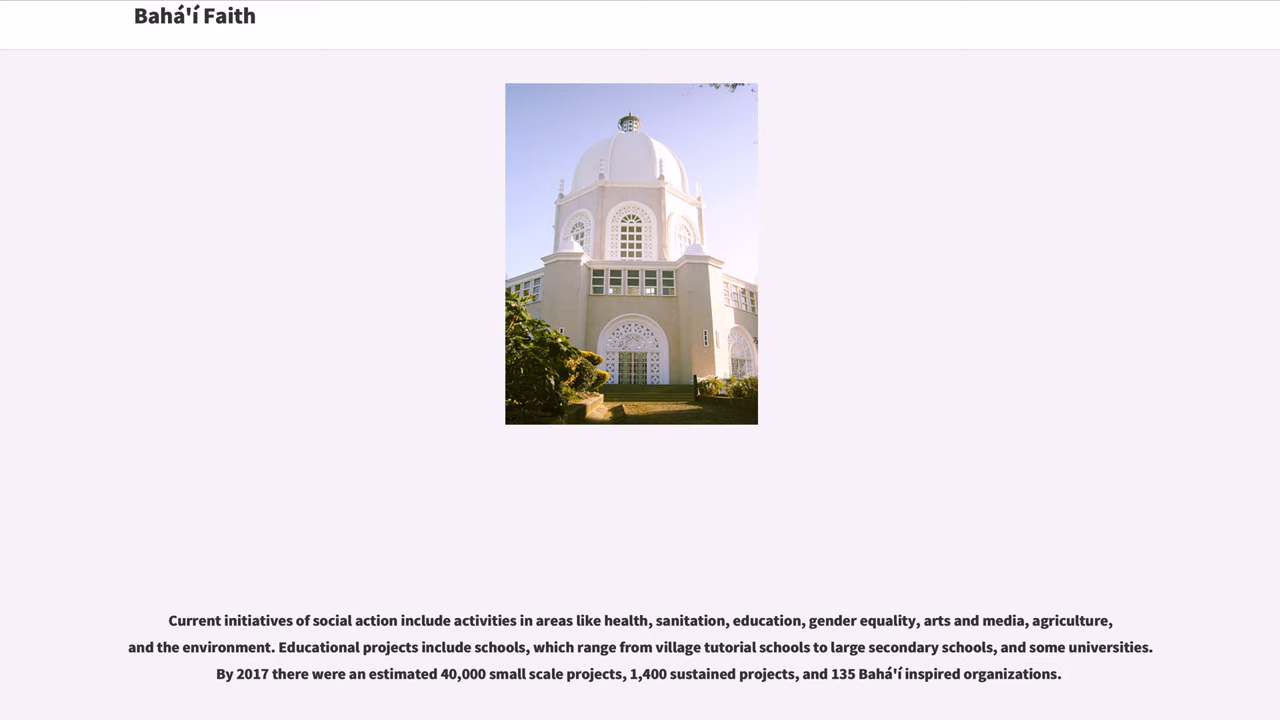 Bahá'í Faith
Current initiatives of social action include activities in areas like health, sanitation, education, gender equality, arts and media, agriculture,
and the environment. Educational projects include schools, which range from village tutorial schools to large secondary schools, and some universities.
By 2017 there were an estimated 40,000 small scale projects, 1,400 sustained projects, and 135 Bahá'í inspired organizations.